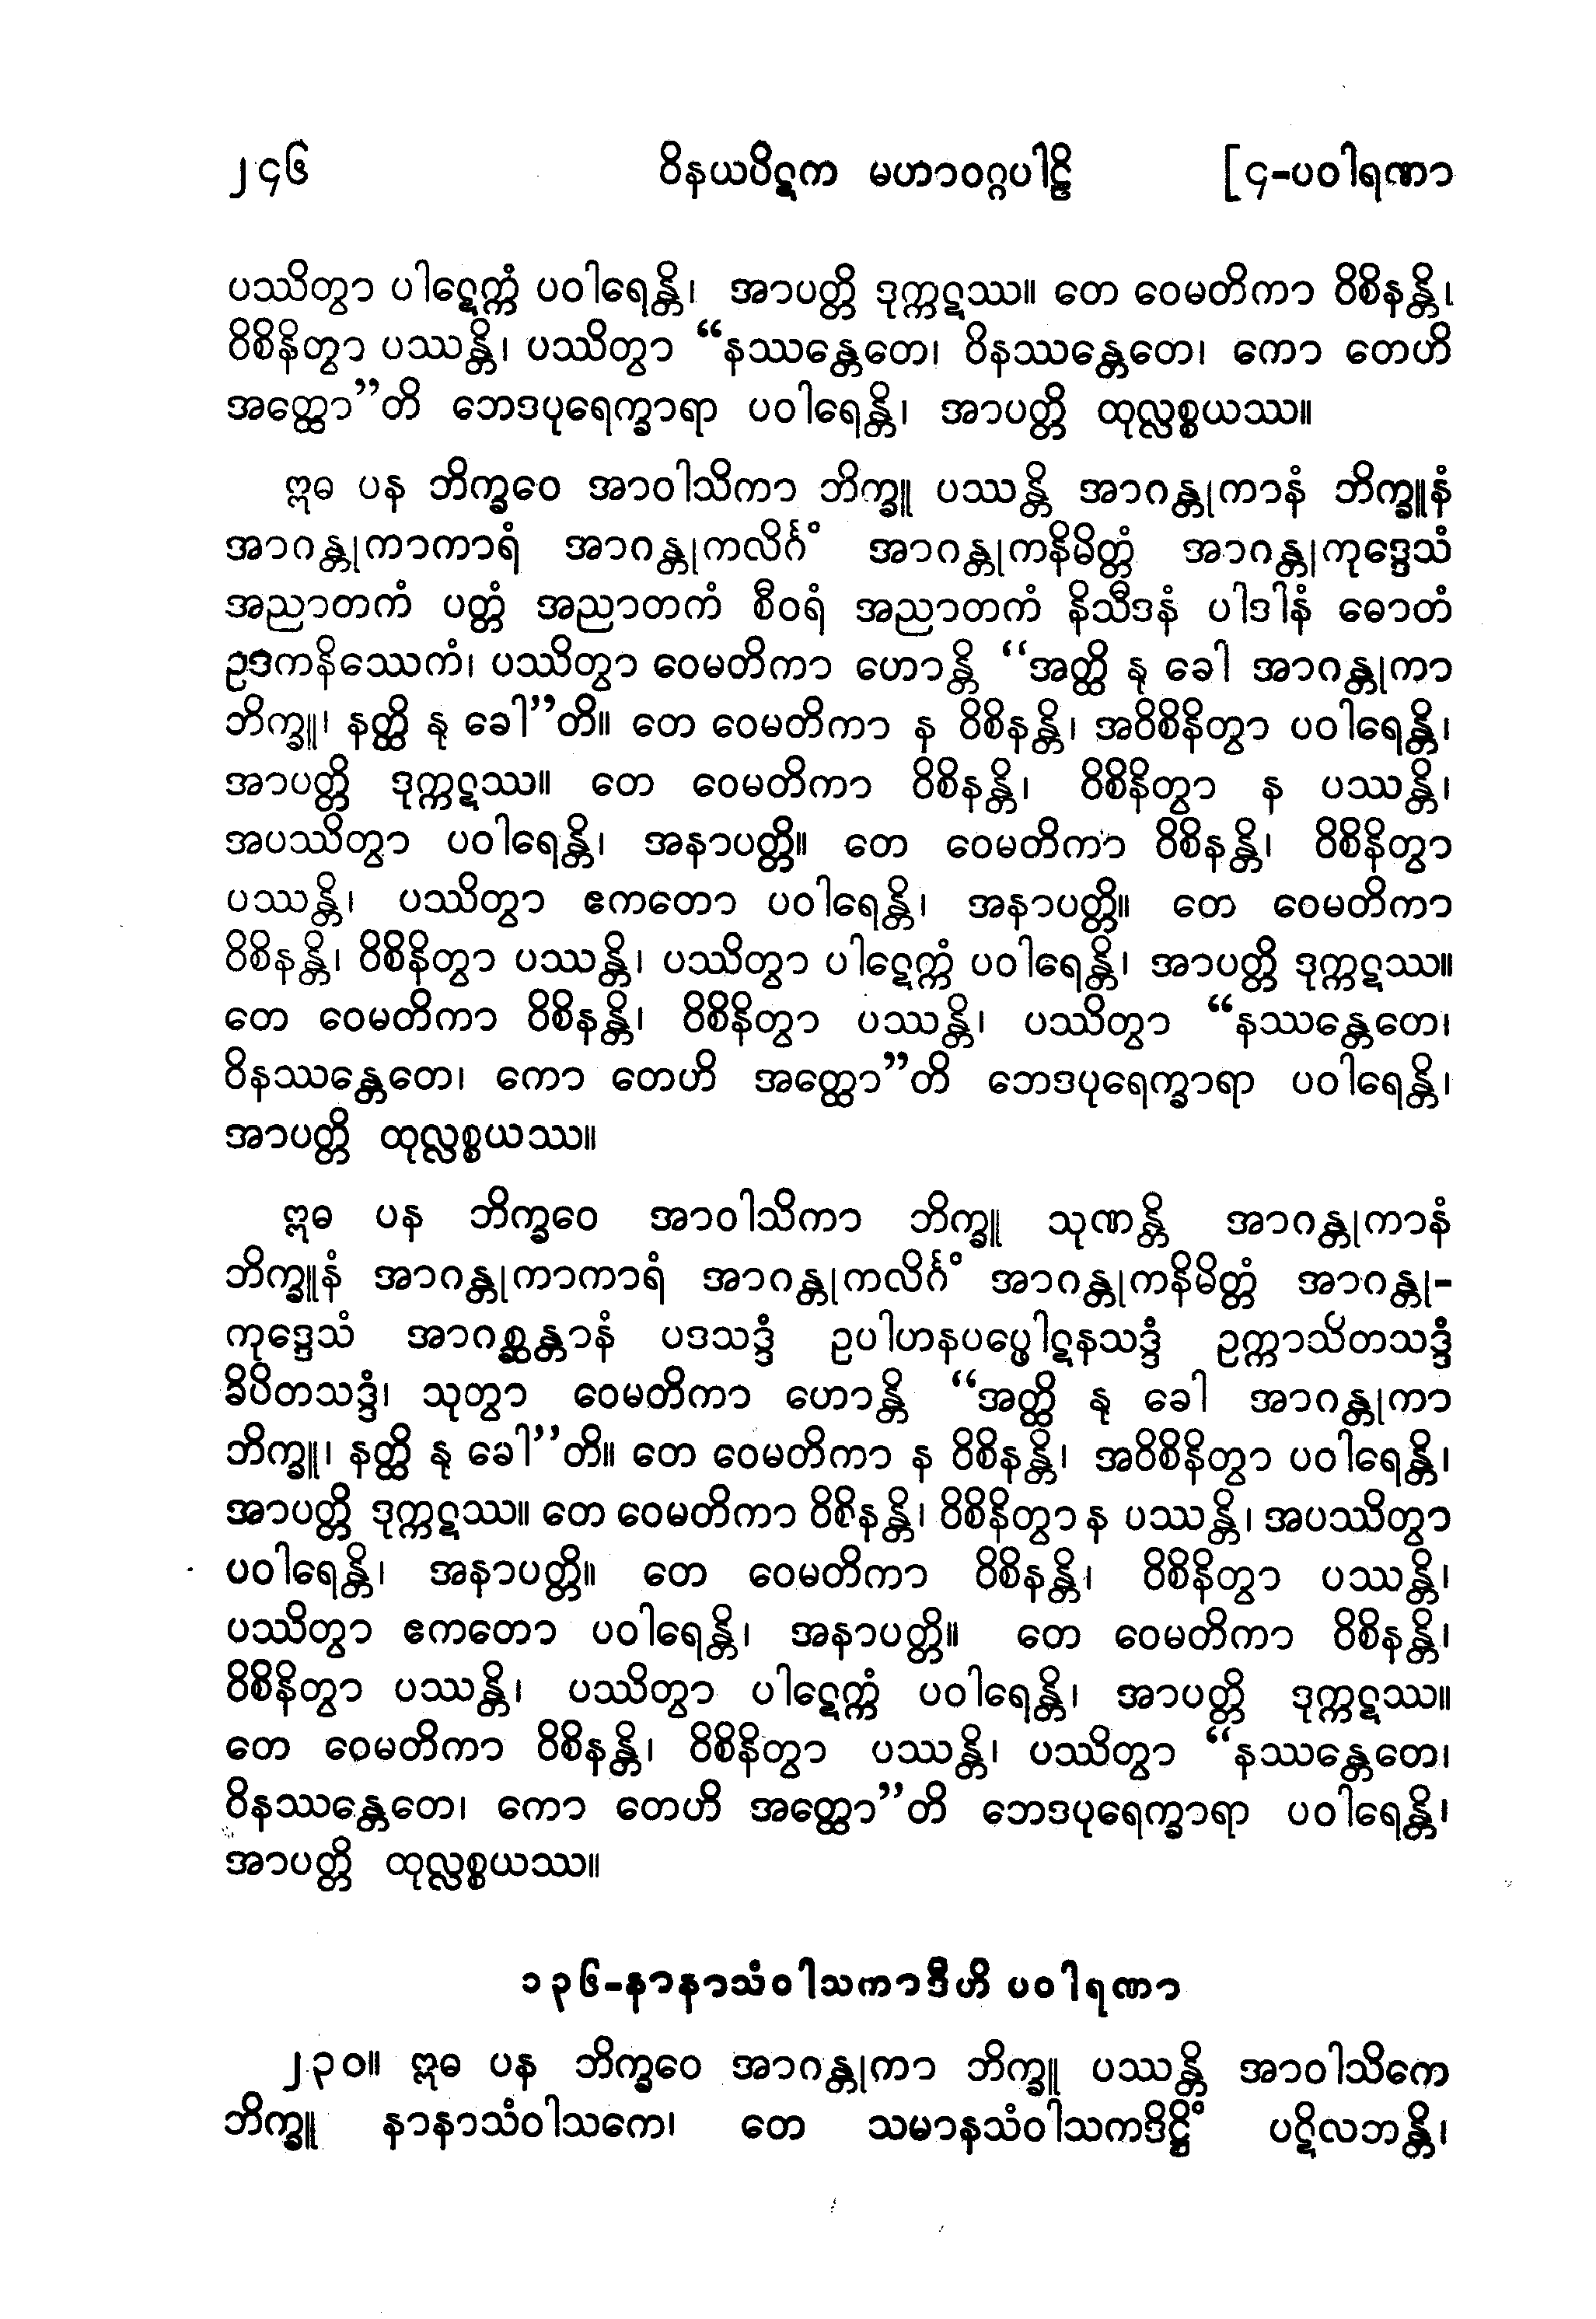 ၂၄၆ ဝိနယပိဋက မဟာဝဂ္ဂပါဠိ [၄-ပဝါရဏာ
ပဿိတွာ ပါဋေက္ကံ ပဝါရေန္တိ၊ အာပတ္တိ ဒုက္ကဋဿ။ တေ ဝေမတိကာ ဝိစိနန္တိ၊
ဝိစိနိတွာ ပဿန္တိ၊ ပဿိတွာ “နဿန္တေတေ၊ ဝိနဿန္တေတေ၊ ကော တေဟိ
အတ္ထော”တိ ဘေဒပုရေက္ခာရာ ပဝါရေန္တိ၊ အာပတ္တိ ထုလ္လစ္စယဿ။
ဣဓ ပန ဘိက္ခဝေ အာဝါသိကာ ဘိက္ခူ ပဿန္တိ အာဂန္တုကာနံ ဘိက္ခူနံ
အာဂန္တုကာကာရံ အာဂန္တုကလိင်္ဂံ အာဂန္တုကနိမိတ္တံ အာဂန္တုကုဒ္ဒေသံ
အညာတကံ ပတ္တံ အညာတကံ စီဝရံ အညာတကံ နိသီဒနံ ပါဒါနံ ဓောတံ
ဥဒကနိဿေကံ၊ ပဿိတွာ ဝေမတိကာ ဟောန္တိ “အတ္ထိ နု ခေါ အာဂန္တုကာ
ဘိက္ခူ၊ နတ္ထိ နု ခေါ”တိ။ တေ ဝေမတိကာ န ဝိစိနန္တိ၊ အဝိစိနိတွာ ပဝါရေန္တိ၊
အာပတ္တိ ဒုက္ကဋဿ။ တေ ဝေမတိကာ ဝိစိနန္တိ၊ ဝိစိနိတွာ န ပဿန္တိ၊
အပဿိတွာ ပဝါရေန္တိ၊ အနာပတ္တိ။ တေ ဝေမတိကာ ဝိစိနန္တိ၊ ဝိစိနိတွာ
ပဿန္တိ၊ ပဿိတွာ ဧကတော ပဝါရေန္တိ၊ အနာပတ္တိ။ တေ ဝေမတိကာ
ဝိစိနန္တိ၊ ဝိစိနိတွာ ပဿန္တိ၊ ပဿိတွာ ပါဋေက္ကံ ပဝါရေန္တိ၊ အာပတ္တိ ဒုက္ကဋဿ။
တေ ဝေမတိကာ ဝိစိနန္တိ၊ ဝိစိနိတွာ ပဿန္တိ၊ ပဿိတွာ “နဿန္တေတေ၊
ဝိနဿန္တေတေ၊ ကော တေဟိ အတ္ထော”တိ ဘေဒပုရေက္ခာရာ ပဝါရေန္တိ၊
အာပတ္တိ ထုလ္လစ္စယဿ။
ဣဓ ပန ဘိက္ခဝေ အာဝါသိကာ ဘိက္ခူ သုဏန္တိ အာဂန္တုကာနံ
ဘိက္ခူနံ အာဂန္တုကာကာရံ အာဂန္တုကလိင်္ဂံ အာဂန္တုကနိမိတ္တံ အာဂန္တု-
ကုဒ္ဒေသံ အာဂစ္ဆန္တာနံ ပဒသဒ္ဒံ ဥပါဟနပပ္ဖေါဋနသဒ္ဒံ ဥက္ကာသိတသဒ္ဒံ
ခိပိတသဒ္ဒံ၊ သုတွာ ဝေမတိကာ ဟောန္တိ “အတ္ထိ နု ခေါ အာဂန္တုကာ
ဘိက္ခူ၊ နတ္ထိ နု ခေါ”တိ။ တေ ဝေမတိကာ န ဝိစိနန္တိ၊ အဝိစိနိတွာ ပဝါရေန္တိ၊
အာပတ္တိ ဒုက္ကဋဿ။ တေ ဝေမတိကာ ဝိစိနန္တိ၊ ဝိစိနိတွာ န ပဿန္တိ၊ အပဿိတွာ
ပဝါရေန္တိ၊ အနာပတ္တိ။ တေ ဝေမတိကာ ဝိစိနန္တိ၊ ဝိစိနိတွာ ပဿန္တိ၊
ပဿိတွာ ဧကတော ပဝါရေန္တိ၊ အနာပတ္တိ။ တေ ဝေမတိကာ ဝိစိနန္တိ၊
ဝိစိနိတွာ ပဿန္တိ၊ ပဿိတွာ ပါဋေက္ကံ ပဝါရေန္တိ၊ အာပတ္တိ ဒုက္ကဋဿ။
တေ ဝေမတိကာ ဝိစိနန္တိ၊ ဝိစိနိတွာ ပဿန္တိ၊ ပဿိတွာ “နဿန္တေတေ၊
ဝိနဿန္တေတေ၊ ကော တေဟိ အတ္ထော”တိ ဘေဒပုရေက္ခာရာ ပဝါရေန္တိ၊
အာပတ္တိ ထုလ္လစ္စယဿ။
၁၃၆-နာနာသံဝါသကာဒီဟိ ပဝါရဏာ
၂၃၀။ ဣဓ ပန ဘိက္ခဝေ အာဂန္တုကာ ဘိက္ခူ ပဿန္တိ အာဝါသိကေ
ဘိက္ခူ နာနာသံဝါသကေ၊ တေ သမာနသံဝါသကဒိဋ္ဌိံ ပဋိလဘန္တိ၊